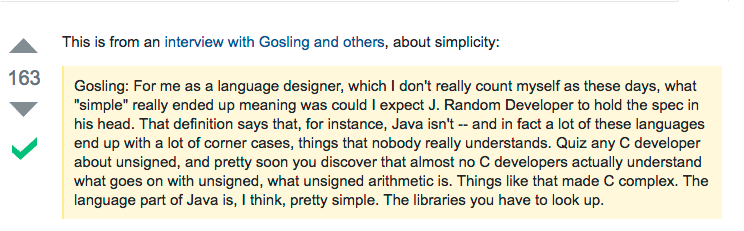 This is from an interview with Gosling and others, about simplicity:
163
Gosling: For me as a language designer, which I don't really count myself as these days, what
"simple" really ended up meaning was could I expect J. Random Developer to hold the spec in
his head. That definition says that, for instance, Java isn't -- and in fact a lot of these languages
end up with a lot of corner cases, things that nobody really understands. Quiz any C developer
about unsigned, and pretty soon you discover that almost no C developers actually understand
what goes on with unsigned, what unsigned arithmetic is. Things like that made C complex. The
language part of Java is, I think, pretty simple. The libraries you have to look up.